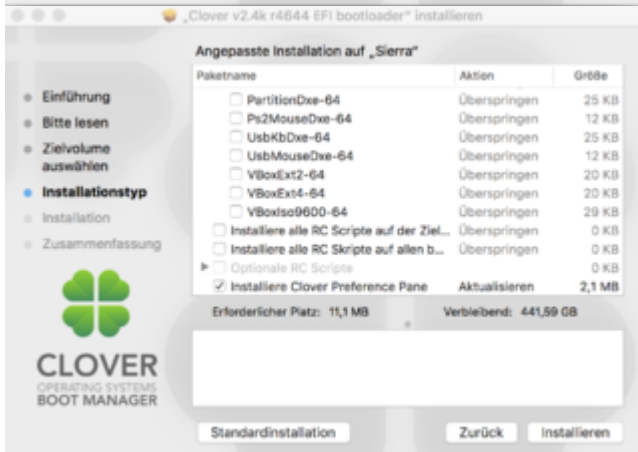 „Clover v2.4k r4644 EFI bootloader“ installieren
Angepasste Installation auf „Sierra“
Paketname Aktion Größe
PartitionDxe-64 Überspringen 25 KB
Ps2MouseDxe-64 Überspringen 12 KB
UsbKbDxe-64 Überspringen 25 KB
UsbMouseDxe-64 Überspringen 12 KB
VBoxExt2-64 Überspringen 20 KB
VBoxExt4-64 Überspringen 20 KB
VBoxIso9600-64 Überspringen 29 KB
Installiere alle RC Scripte auf der Ziel... Überspringen 0 KB
Installiere alle RC Skripte auf allen b... Überspringen 0 KB
Optionale RC Scripte 0 KB
Installiere Clover Preference Pane Aktualisieren 2,1 MB
Erforderlicher Platz: 11,1 MB Verbleibend: 441,59 GB
Einführung
Bitte lesen
Zielvolume
auswählen
Installationstyp
Installation
Zusammenfassung
CLOVER
OPERATING SYSTEMS
BOOT MANAGER
Standardinstallation Zurück Installieren